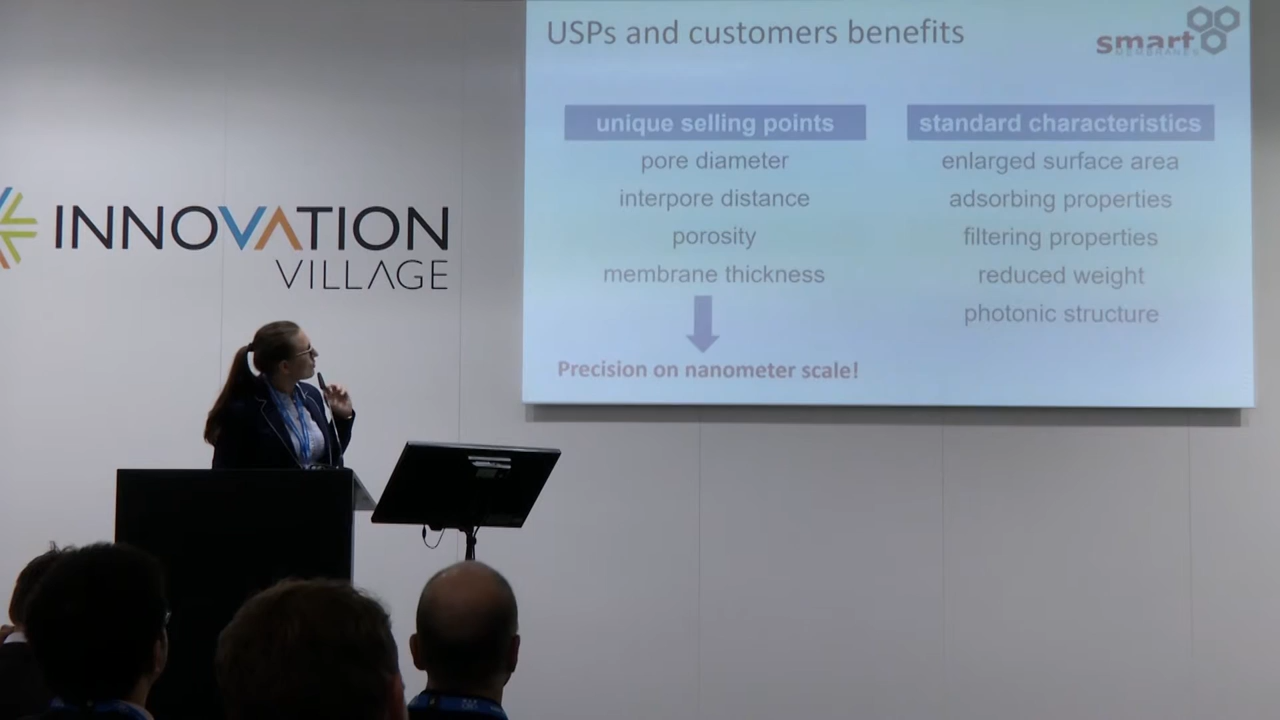 USPs and customers benefits
smart
MEMBRANES
unique selling points
pore diameter
interpore distance
porosity
membrane thickness
Precision on nanometer scale!
standard characteristics
enlarged surface area
adsorbing properties
filtering properties
reduced weight
photonic structure
INNOVATION
VILLAGE